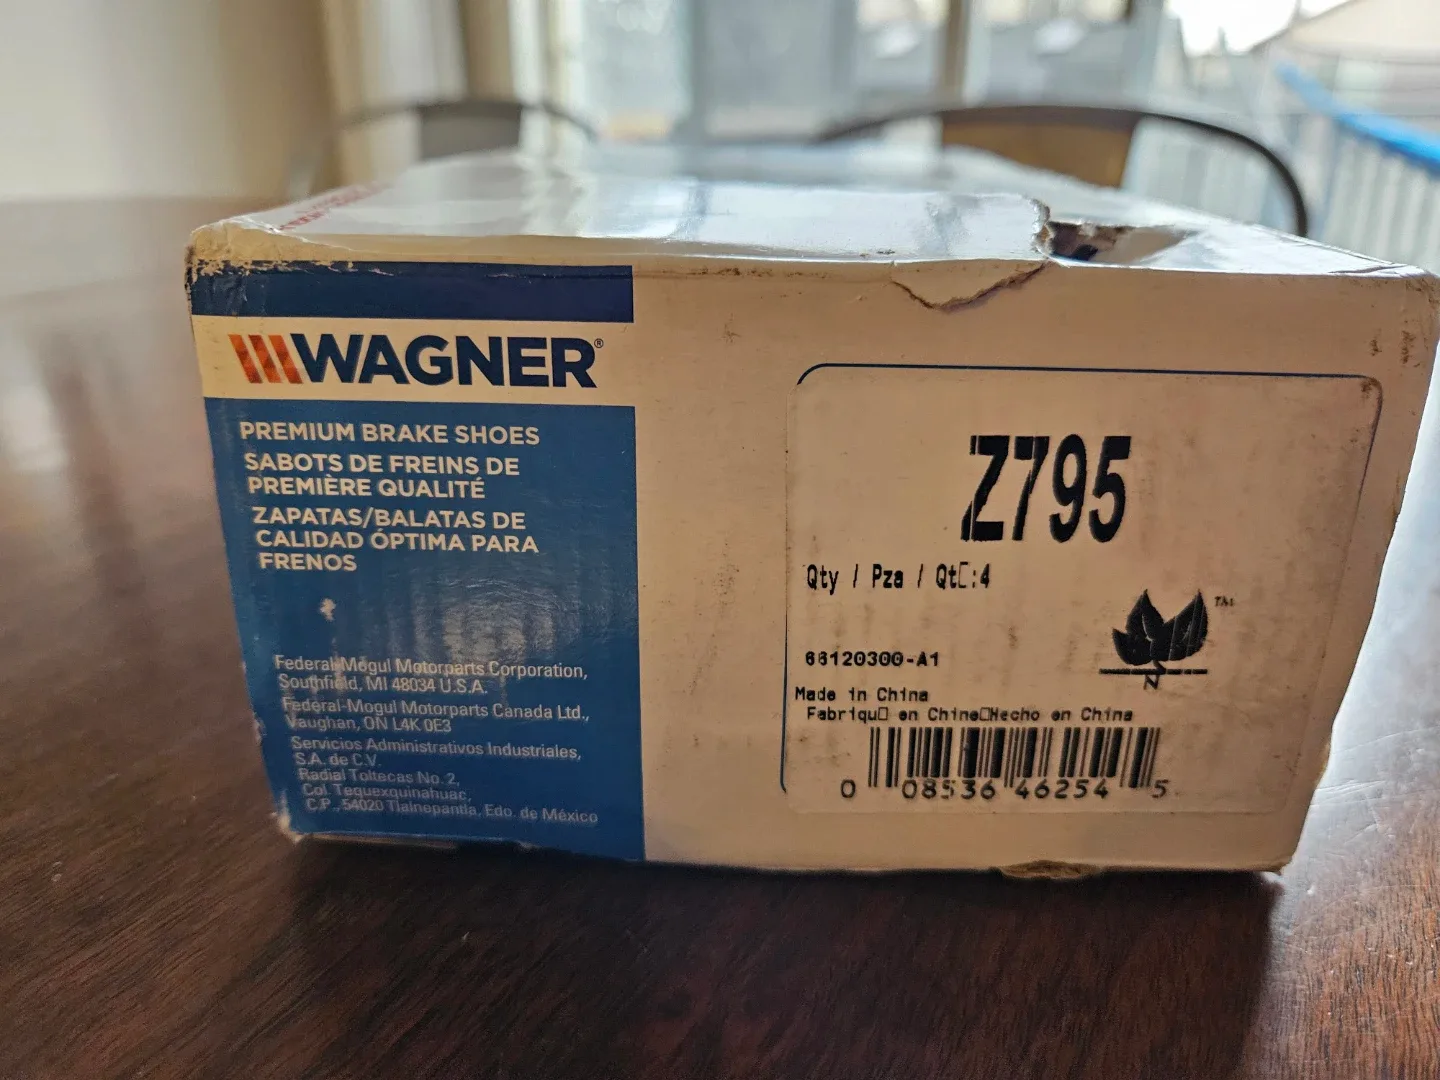 WAGNER®
PREMIUM BRAKE SHOES
SABOTS DE FREINS DE
PREMIÈRE QUALITÉ
ZAPATAS/BALATAS DE
CALIDAD ÓPTIMA PARA
FRENOS
Federal-Mogul Motorparts Corporation,
Southfield, MI 48034 U.S.A.
Federal-Mogul Motorparts Canada Ltd.,
Vaughan, ON L4K 0E3
Servicios Administrativos Industriales,
S.A. de C.V.
Radial Toltecas No. 2,
Col. Tequexquinahuac,
C.P., 54020 Tlalnepantla, Edo. de México
Z795
Qty / Pza / Qt□:4
66120300-A1
TM
N
Made in China
Fabriqu□ en Chine□Hecho en China
0 08536 46254 5